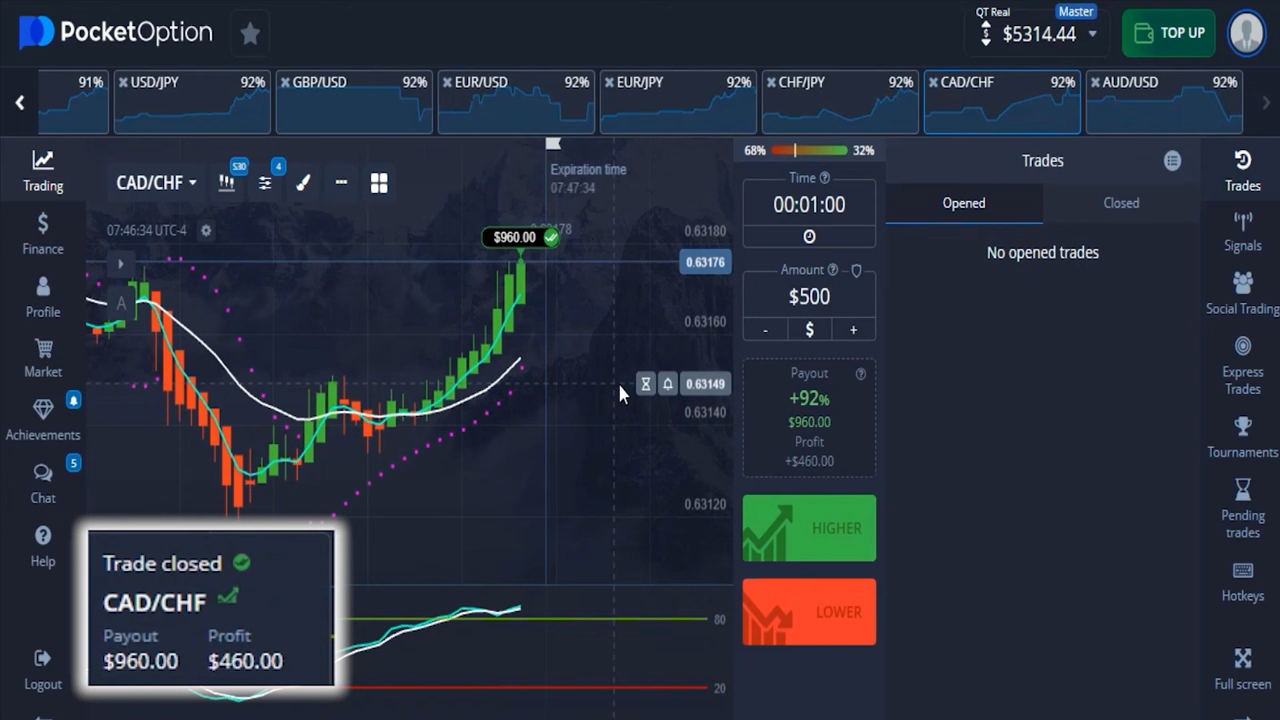 PocketOption
QT Real
Master
$5314.44
TOP UP
91%
USD/JPY 92%
GBP/USD 92%
EUR/USD 92%
EUR/JPY 92%
CHF/JPY 92%
CAD/CHF 92%
AUD/USD 92%
Trading
Finance
Profile
Market
Achievements
5
Chat
Help
Logout
CAD/CHF
S30
4
07:46:34 UTC-4
A
Expiration time
07:47:34
$960.00
0.63180
0.63176
0.63160
0.63149
0.63140
0.63120
80
20
Trade closed
CAD/CHF
Payout Profit
$960.00 $460.00
68% 32%
Time
00:01:00
Amount
$500
- $ +
Payout
+92%
$960.00
Profit
+$460.00
HIGHER
LOWER
Trades
Opened Closed
No opened trades
Trades
Signals
Social Trading
Express
Trades
Tournaments
Pending
trades
Hotkeys
Full screen